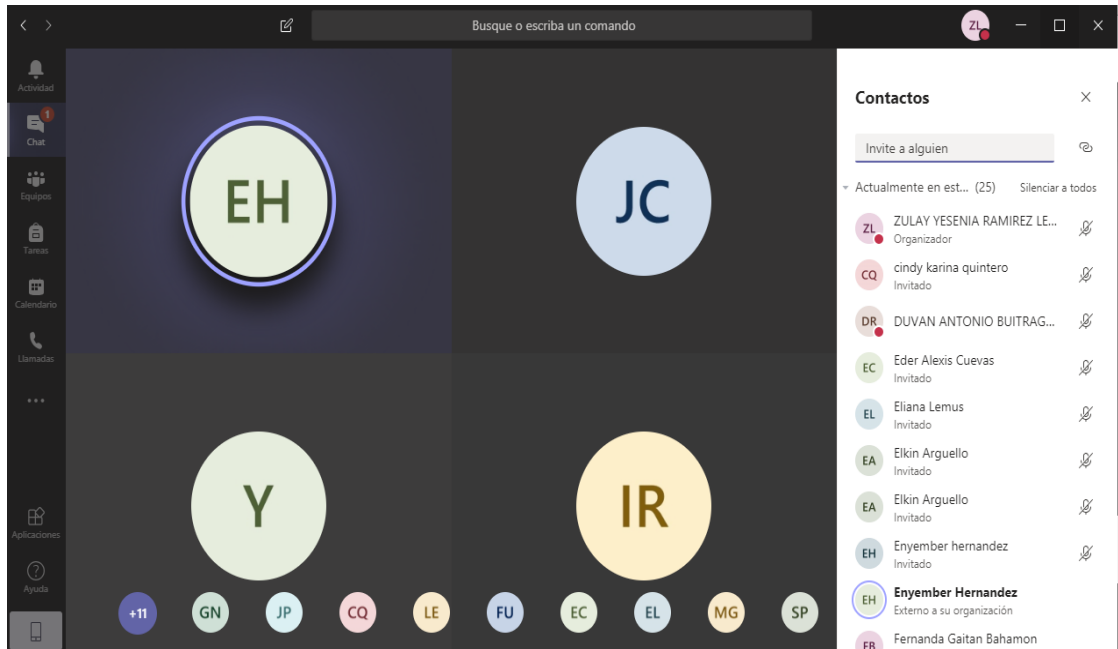 Busque o escriba un comando
ZL
Actividad
1
Chat
Equipos
Tareas
Calendario
Llamadas
Aplicaciones
Ayuda
EH
JC
Y
IR
+11
GN
JP
CQ
LE
FU
EC
EL
MG
SP
Contactos
Invite a alguien
Actualmente en est... (25) Silenciar a todos
ZL ZULAY YESENIA RAMIREZ LE...
Organizador
CQ cindy karina quintero
Invitado
DR DUVAN ANTONIO BUITRAG...
EC Eder Alexis Cuevas
Invitado
EL Eliana Lemus
Invitado
EA Elkin Arguello
Invitado
EA Elkin Arguello
Invitado
EH Enyember hernandez
Invitado
EH Enyember Hernandez
Externo a su organización
FB Fernanda Gaitan Bahamon